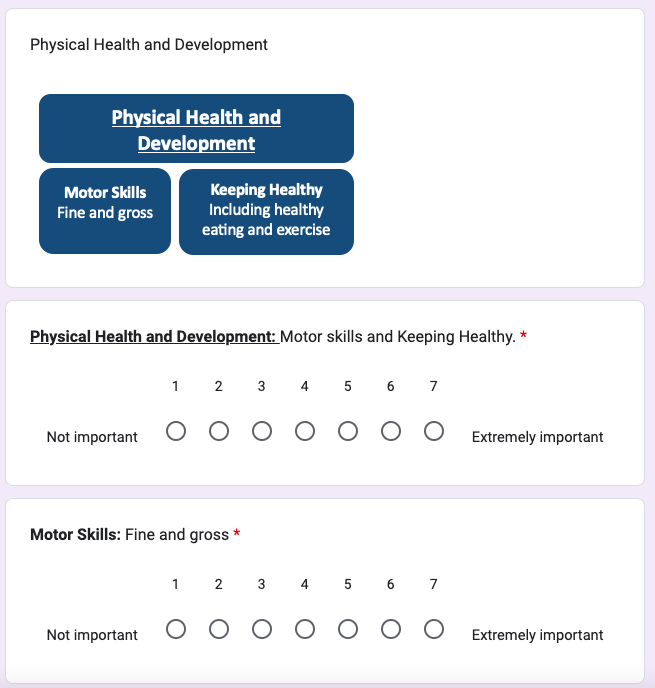 Physical Health and Development
Physical Health and
Development
Motor Skills
Fine and gross
Keeping Healthy
Including healthy
eating and exercise
Physical Health and Development: Motor skills and Keeping Healthy. *
1 2 3 4 5 6 7
Not important Extremely important
Motor Skills: Fine and gross *
1 2 3 4 5 6 7
Not important Extremely important